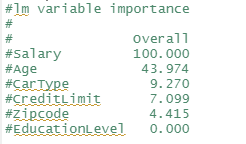 #lm variable importance
#
#                Overall
#Salary          100.000
#Age              43.974
#CarType           9.270
#CreditLimit       7.099
#Zipcode           4.415
#EducationLevel    0.000